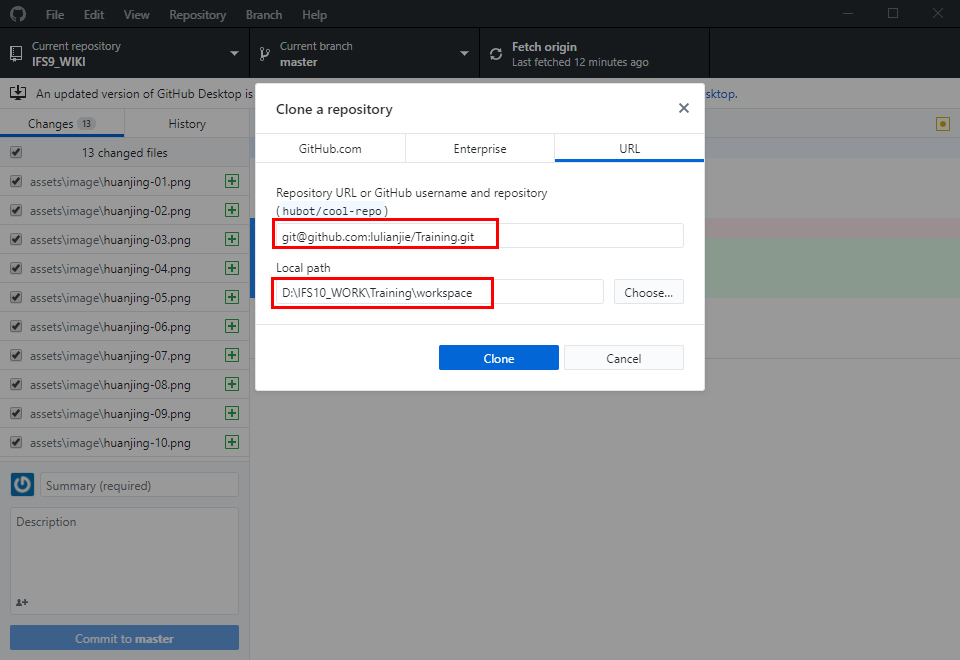 File Edit View Repository Branch Help
Current repository
IFS9_WIKI
Current branch
master
Fetch origin
Last fetched 12 minutes ago
An updated version of GitHub Desktop is
sktop.
Changes 13
History
13 changed files
assets\image\huanjing-01.png
assets\image\huanjing-02.png
assets\image\huanjing-03.png
assets\image\huanjing-04.png
assets\image\huanjing-05.png
assets\image\huanjing-06.png
assets\image\huanjing-07.png
assets\image\huanjing-08.png
assets\image\huanjing-09.png
assets\image\huanjing-10.png
Summary (required)
Description
Commit to master
Clone a repository
GitHub.com
Enterprise
URL
Repository URL or GitHub username and repository
(hubot/cool-repo)
git@github.com:lulianjie/Training.git
Local path
D:\IFS10_WORK\Training\workspace
Choose...
Clone
Cancel